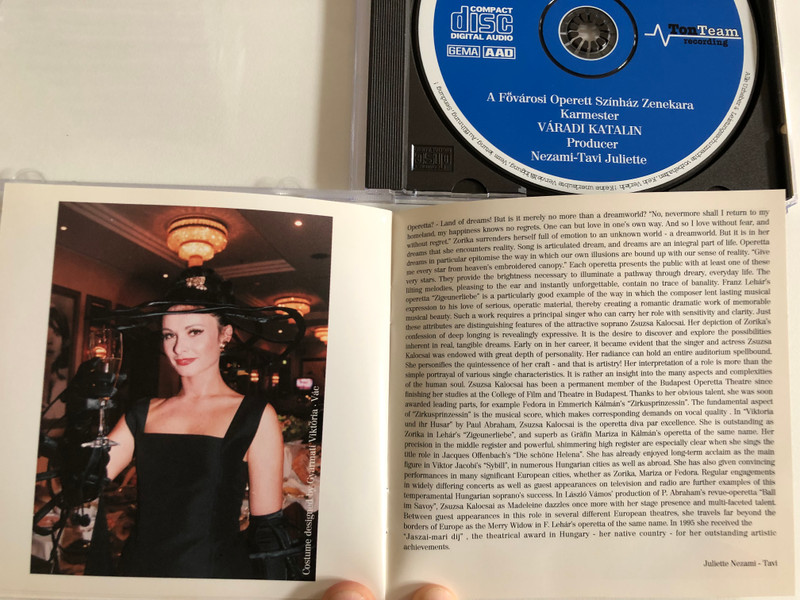 COMPACT
disc
DIGITAL AUDIO
GEMA AAD
TonTeam
recording
A Fővárosi Operett Színház Zenekara
Karmester
VÁRADI KATALIN
Producer
Nezami-Tavi Juliette
Costume designed by Gyarmati Viktória - Vác
Operetta? - Land of dreams! But is it merely no more than a dreamworld? "No, nevermore shall I return to my
homeland, my happiness knows no regrets. One can but love in one's own way. And so I love without fear, and
without regret," Zorika surrenders herself full of emotion to an unknown world - a dreamworld. But it is in her
dreams that she encounters reality. Song is articulated dream, and dreams are an integral part of life. Operetta
dreams in particular epitomise the way in which our own illusions are bound up with our sense of reality. "Give
me every star from heaven's embroidered canopy." Each operetta presents the public with at least one of these
very stars. They provide the brightness necessary to illuminate a pathway through dreary, everyday life. The
lilting melodies, pleasing to the ear and instantly unforgettable, contain no trace of banality. Franz Lehár's
operetta "Zigeunerliebe" is a particularly good example of the way in which the composer lent lasting musical
expression to his love of serious, operatic material, thereby creating a romantic dramatic work of memorable
musical beauty. Such a work requires a principal singer who can carry her role with sensitivity and clarity. Just
these attributes are distinguishing features of the attractive soprano Zsuzsa Kalocsai. Her depiction of Zorika's
confession of deep longing is revealingly expressive. It is the desire to discover and explore the possibilities
inherent in real, tangible dreams. Early on in her career, it became evident that the singer and actress Zsuzsa
Kalocsai was endowed with great depth of personality. Her radiance can hold an entire auditorium spellbound.
She personifies the quintessence of her craft - and that is artistry! Her interpretation of a role is more than the
simple portrayal of various single characteristics. It is rather an insight into the many aspects and complexities
of the human soul. Zsuzsa Kalocsai has been a permanent member of the Budapest Operetta Theatre since
finishing her studies at the College of Film and Theatre in Budapest. Thanks to her obvious talent, she was soon
awarded leading parts, for example Fedora in Emmerich Kálmán's "Zirkusprinzessin". The fundamental aspect
of "Zirkusprinzessin" is the musical score, which makes corresponding demands on vocal quality . In "Viktoria
and ihr Husar" by Paul Abraham, Zsuzsa Kalocsai is the operetta diva par excellence. She is outstanding as
Zorika in Lehár's "Zigeunerliebe", and superb as Gräfin Mariza in Kálmán's operetta of the same name. Her
precision in the middle register and powerful, shimmering high register are especially clear when she sings the
title role in Jacques Offenbach's "Die schöne Helena". She has already enjoyed long-term acclaim as the main
figure in Viktor Jacobi's "Sybill", in numerous Hungarian cities as well as abroad. She has also given convincing
performances in many significant European cities, whether as Zorika, Mariza or Fedora. Regular engagements
in widely differing concerts as well as guest appearances on television and radio are further examples of this
temperamental Hungarian soprano's success. In László Vámos' production of P. Abraham's revue-operetta "Ball
im Savoy", Zsuzsa Kalocsai as Madeleine dazzles once more with her stage presence and multi-faceted talent.
Between guest appearances in this role in several different European theatres, she travels far beyond the
borders of Europe as the Merry Widow in F. Lehár's operetta of the same name. In 1995 she received the
"Jaszai-mari díj" , the theatrical award in Hungary - her native country - for her outstanding artistic
achievements.
Juliette Nezami - Tavi